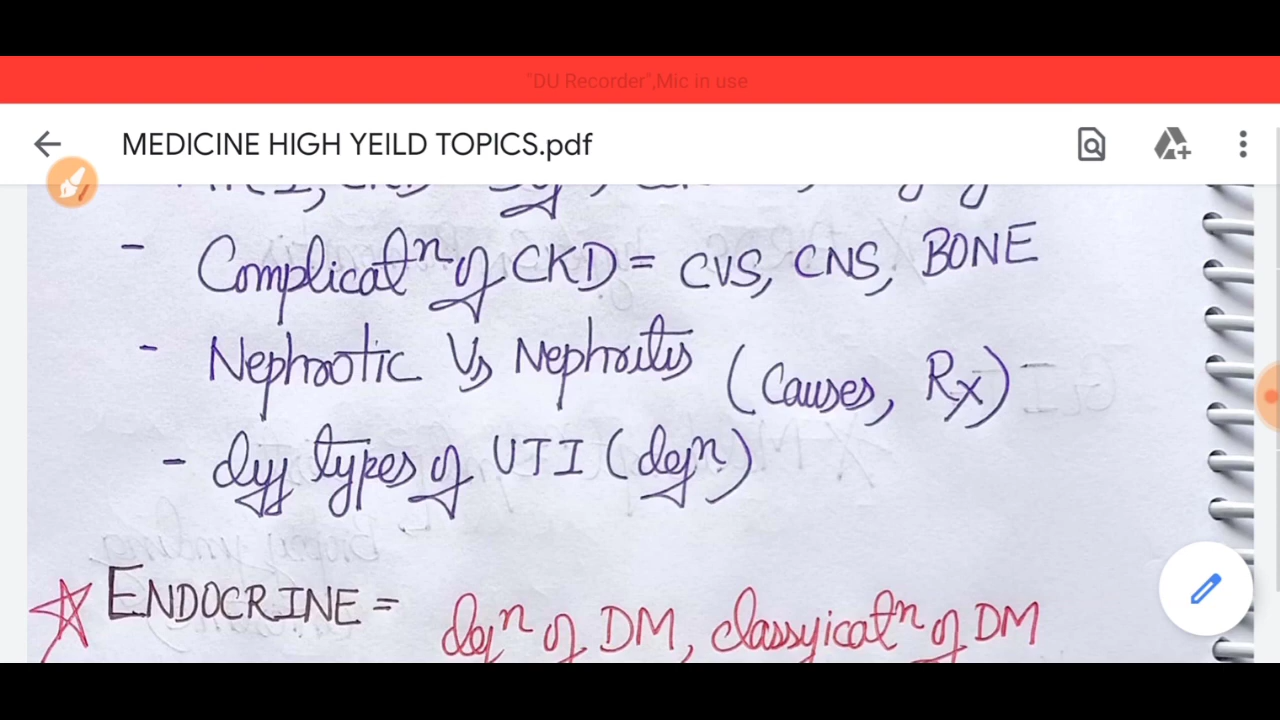 "DU Recorder",Mic in use
MEDICINE HIGH YEILD TOPICS.pdf
- Complicatⁿ of CKD = CVS, CNS, BONE
- Nephrotic Vs Nephritis (Causes, Rx)
- diff types of UTI (defⁿ)
ENDOCRINE = defⁿ of DM, classificatⁿ of DM